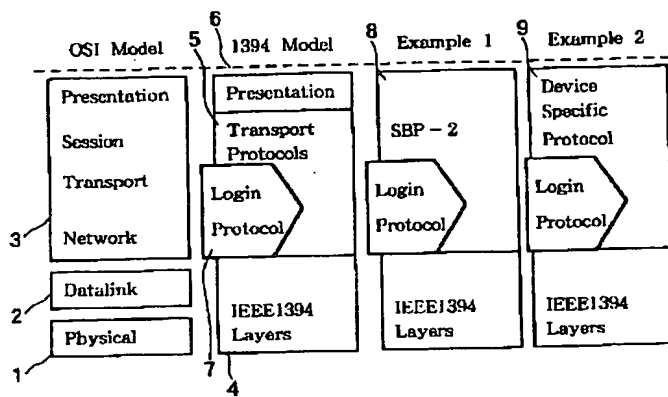 6
OSI Model
5
1394 Model
8
Example 1
9
Example 2
Presentation
Session
Transport
Network
3
Datalink
2
Physical
1
Presentation
Transport
Protocols
Login
Protocol
7
IEEE1394
Layers
4
SBP-2
Login
Protocol
IEEE1394
Layers
Device
Specific
Protocol
Login
Protocol
IEEE1394
Layers